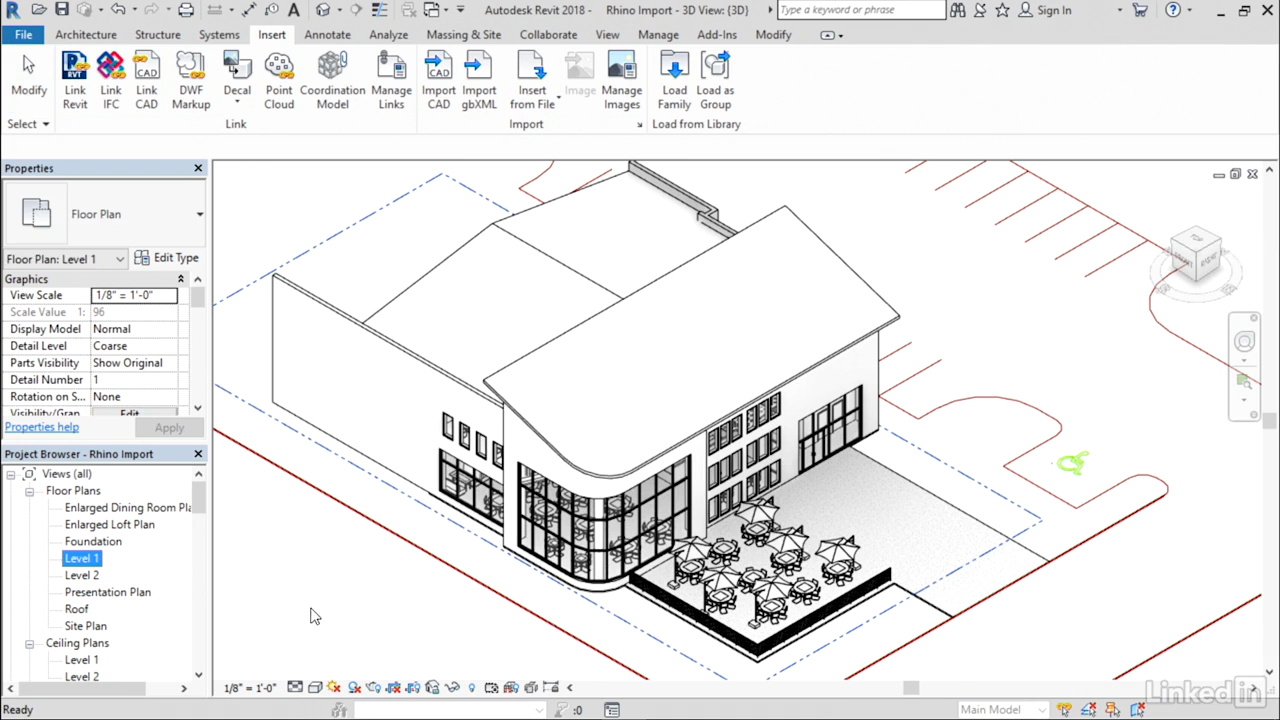 Autodesk Revit 2018 - Rhino Import - 3D View: {3D}
Type a keyword or phrase
Sign In
File Architecture Structure Systems Insert Annotate Analyze Massing & Site Collaborate View Manage Add-Ins Modify
Modify
Link Revit
Link IFC
Link CAD
DWF Markup
Decal
Point Cloud
Coordination Model
Manage Links
Import CAD
Import gbXML
Insert from File
Image
Manage Images
Load Family
Load as Group
Select
Link
Import
Load from Library
Properties
Floor Plan
Floor Plan: Level 1
Edit Type
Graphics
View Scale 1/8" = 1'-0"
Scale Value 1: 96
Display Model Normal
Detail Level Coarse
Parts Visibility Show Original
Detail Number 1
Rotation on S... None
Visibility/Gran Edit
Properties help
Apply
Project Browser - Rhino Import
Views (all)
Floor Plans
Enlarged Dining Room Pla
Enlarged Loft Plan
Foundation
Level 1
Level 2
Presentation Plan
Roof
Site Plan
Ceiling Plans
Level 1
Level 2
TOP
1/8" = 1'-0"
Ready
:0
Main Model
LinkedIn